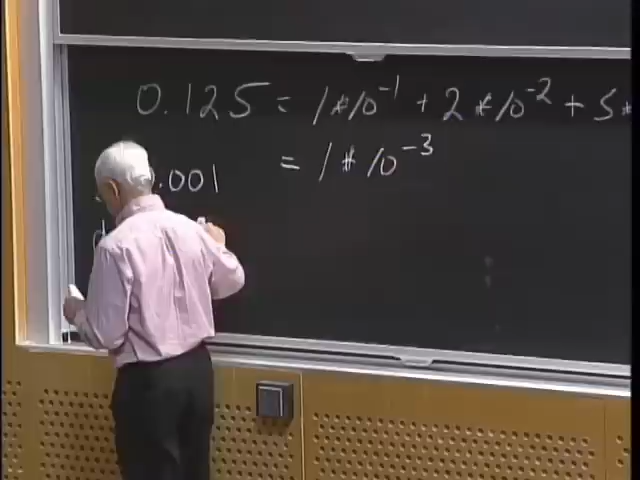 0.125 = 1*10^-1 + 2*10^-2 + 5*
.001 = 1*10^-3